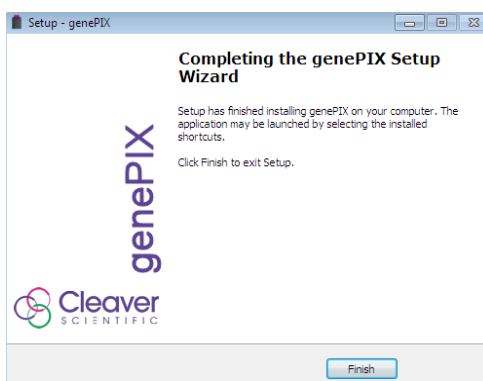 Setup - genePIX
Completing the genePIX Setup
Wizard
Setup has finished installing genePIX on your computer. The
application may be launched by selecting the installed
shortcuts.
Click Finish to exit Setup.
genePIX
Cleaver
SCIENTIFIC
Finish